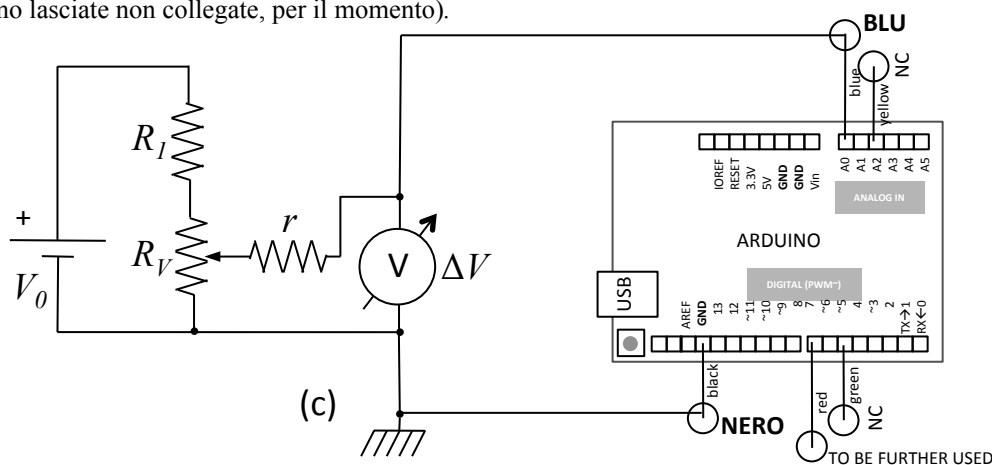 no lasciate non collegate, per il momento).
BLU
NC
blue
yellow
R1
+
V0
RV
r
V
ΔV
IOREF
RESET
3.3V
5V
GND
GND
Vin
A0
A1
A2
A3
A4
A5
ANALOG IN
ARDUINO
USB
DIGITAL (PWM~)
AREF
GND
13
12
~11
~10
~9
8
7
~6
~5
4
~3
2
TX→1
RX←0
black
red
green
(c)
NERO
NC
TO BE FURTHER USED